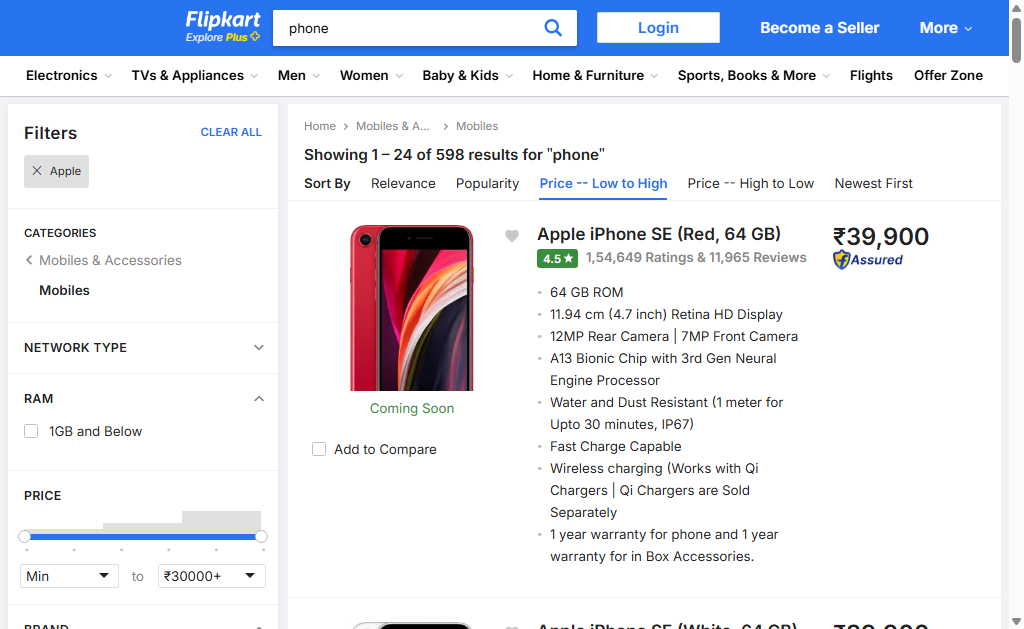 Flipkart
Explore Plus
phone
Login
Become a Seller
More
Electronics
TVs & Appliances
Men
Women
Baby & Kids
Home & Furniture
Sports, Books & More
Flights
Offer Zone
Filters
CLEAR ALL
Apple
CATEGORIES
Mobiles & Accessories
Mobiles
NETWORK TYPE
RAM
1GB and Below
PRICE
Min
to
₹30000+
BRAND
Home
Mobiles & A...
Mobiles
Showing 1 – 24 of 598 results for "phone"
Sort By
Relevance
Popularity
Price -- Low to High
Price -- High to Low
Newest First
Coming Soon
Add to Compare
Apple iPhone SE (Red, 64 GB)
4.5★
1,54,649 Ratings & 11,965 Reviews
64 GB ROM
11.94 cm (4.7 inch) Retina HD Display
12MP Rear Camera | 7MP Front Camera
A13 Bionic Chip with 3rd Gen Neural
Engine Processor
Water and Dust Resistant (1 meter for
Upto 30 minutes, IP67)
Fast Charge Capable
Wireless charging (Works with Qi
Chargers | Qi Chargers are Sold
Separately
1 year warranty for phone and 1 year
warranty for in Box Accessories.
₹39,900
Assured
Apple iPhone SE (White, 64 GB)
₹39,900